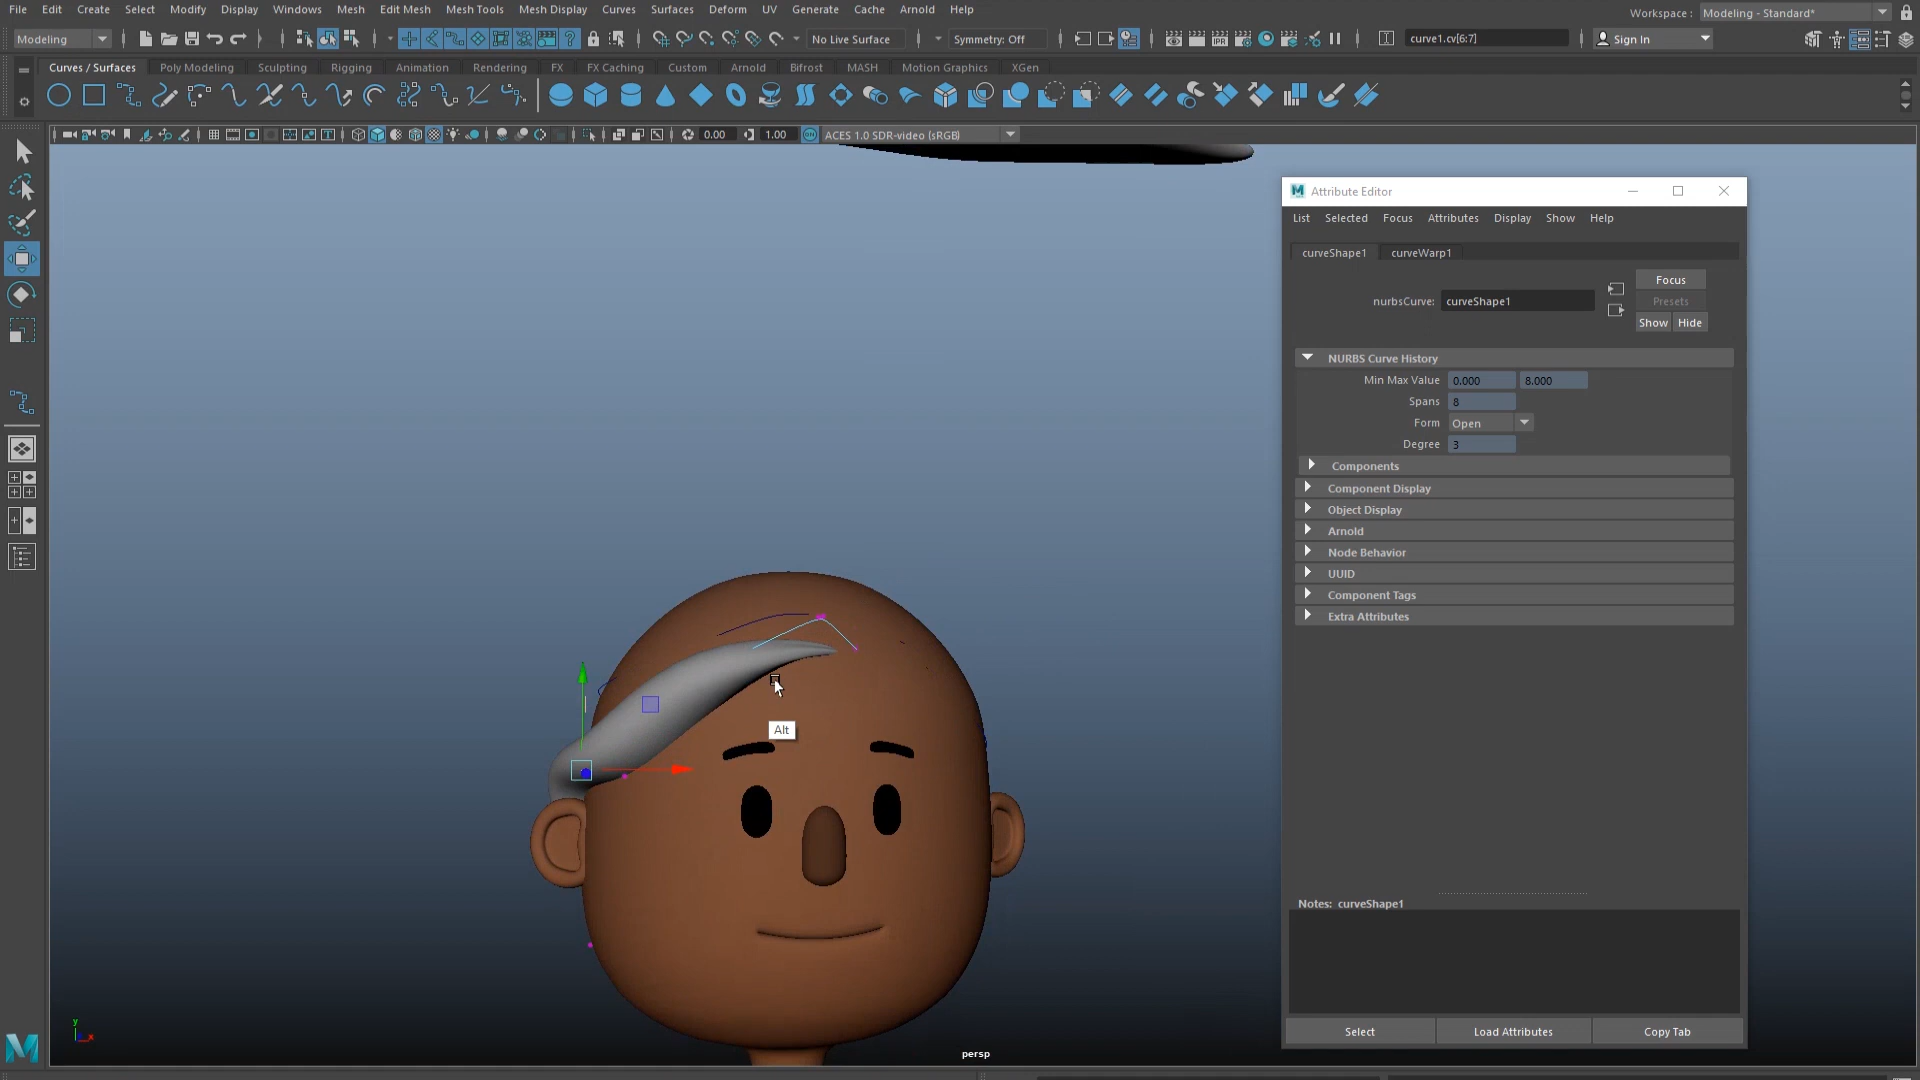 File Edit Create Select Modify Display Windows Mesh Edit Mesh Mesh Tools Mesh Display Curves Surfaces Deform UV Generate Cache Arnold Help
Workspace : Modeling - Standard*
Modeling
No Live Surface
Symmetry: Off
IPR
curve1.cv[6:7]
Sign In
Curves / Surfaces Poly Modeling Sculpting Rigging Animation Rendering FX FX Caching Custom Arnold Bifrost MASH Motion Graphics XGen
0.00
1.00
ACES 1.0 SDR-video (sRGB)
M Attribute Editor
List Selected Focus Attributes Display Show Help
curveShape1 curveWarp1
Focus
nurbsCurve: curveShape1
Presets
Show Hide
NURBS Curve History
Min Max Value 0.000 8.000
Spans 8
Form Open
Degree 3
Components
Component Display
Object Display
Arnold
Node Behavior
UUID
Component Tags
Extra Attributes
Alt
Notes: curveShape1
Select Load Attributes Copy Tab
y
x
persp
M